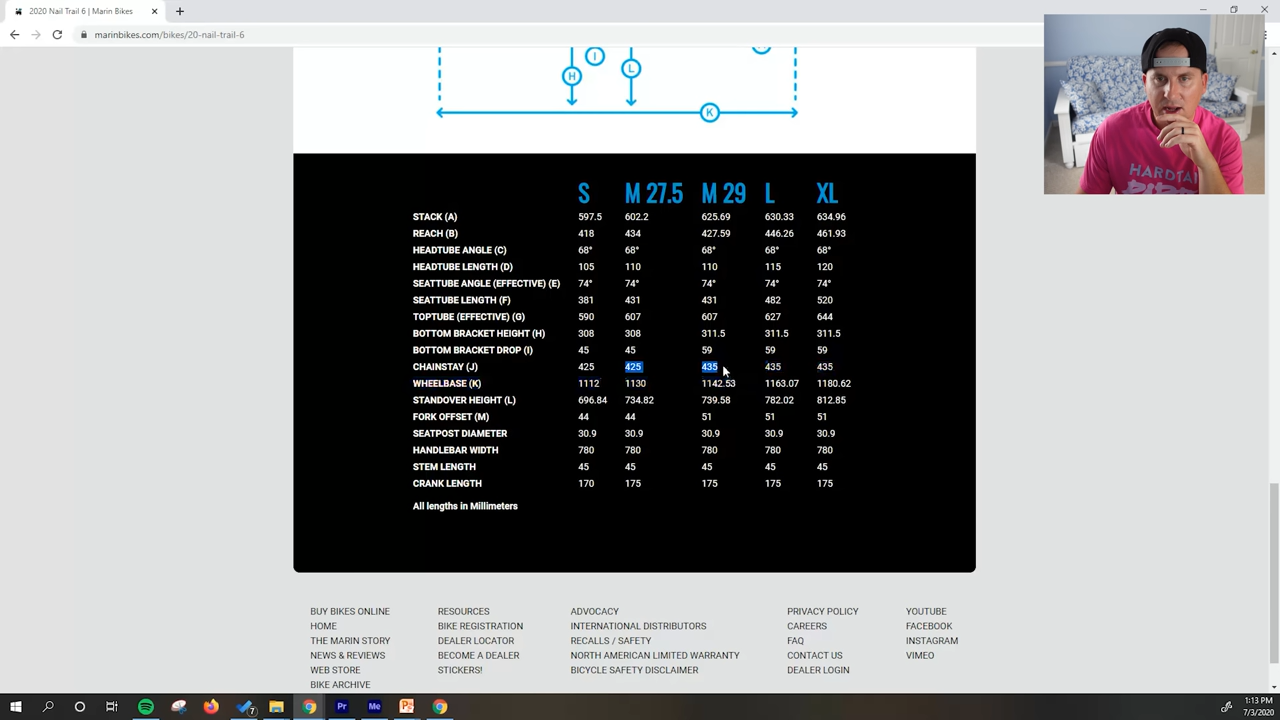 2020 Nail Trail 6 | Marin Bikes
marinbikes.com/bikes/20-nail-trail-6
H I L
K
S M 27.5 M 29 L XL
STACK (A) 597.5 602.2 625.69 630.33 634.96
REACH (B) 418 434 427.59 446.26 461.93
HEADTUBE ANGLE (C) 68° 68° 68° 68° 68°
HEADTUBE LENGTH (D) 105 110 110 115 120
SEATTUBE ANGLE (EFFECTIVE) (E) 74° 74° 74° 74° 74°
SEATTUBE LENGTH (F) 381 431 431 482 520
TOPTUBE (EFFECTIVE) (G) 590 607 607 627 644
BOTTOM BRACKET HEIGHT (H) 308 308 311.5 311.5 311.5
BOTTOM BRACKET DROP (I) 45 45 59 59 59
CHAINSTAY (J) 425 425 435 435 435
WHEELBASE (K) 1112 1130 1142.53 1163.07 1180.62
STANDOVER HEIGHT (L) 696.84 734.82 739.58 782.02 812.85
FORK OFFSET (M) 44 44 51 51 51
SEATPOST DIAMETER 30.9 30.9 30.9 30.9 30.9
HANDLEBAR WIDTH 780 780 780 780 780
STEM LENGTH 45 45 45 45 45
CRANK LENGTH 170 175 175 175 175
All lengths in Millimeters
HARDTAIL
BUY BIKES ONLINE RESOURCES ADVOCACY PRIVACY POLICY YOUTUBE
HOME BIKE REGISTRATION INTERNATIONAL DISTRIBUTORS CAREERS FACEBOOK
THE MARIN STORY DEALER LOCATOR RECALLS / SAFETY FAQ INSTAGRAM
NEWS & REVIEWS BECOME A DEALER NORTH AMERICAN LIMITED WARRANTY CONTACT US VIMEO
WEB STORE STICKERS! BICYCLE SAFETY DISCLAIMER DEALER LOGIN
BIKE ARCHIVE
7 Pr Me 1:13 PM
7/3/2020